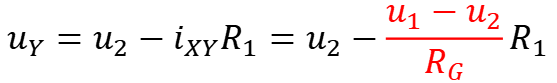 $u_Y = u_2 - i_{XY} R_1 = u_2 - \frac{u_1 - u_2}{R_G} R_1$